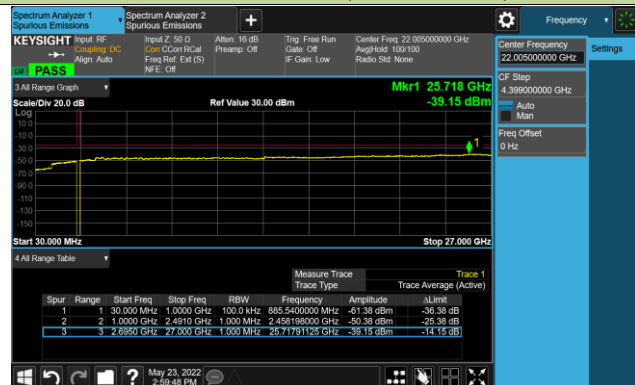 Spectrum Analyzer 1
Spurious Emissions
Spectrum Analyzer 2
Spurious Emissions
+
Frequency
KEYSIGHT
Input: RF
Coupling: DC
Align: Auto
Input Z: 50 Ω
Corr CCorr RCal
Freq Ref: Ext (S)
NFE: Off
Atten: 16 dB
Preamp: Off
Trig: Free Run
Gate: Off
IF Gain: Low
Center Freq: 22.005000000 GHz
Avg|Hold: 100/100
Radio Std: None
PASS
Center Frequency
22.005000000 GHz
Settings
CF Step
4.399000000 GHz
Auto
Man
Freq Offset
0 Hz
3 All Range Graph
Mkr1 25.718 GHz
-39.15 dBm
Scale/Div 20.0 dB
Ref Value 30.00 dBm
Log
10.0
-10.0
-30.0
-50.0
-70.0
-90.0
-110
-130
-150
1
Start 30.000 MHz
Stop 27.000 GHz
4 All Range Table
Measure Trace Trace 1
Trace Type Trace Average (Active)
Spur Range Start Freq Stop Freq RBW Frequency Amplitude ΔLimit
1 1 30.000 MHz 1.0000 GHz 100.0 kHz 885.5400000 MHz -61.38 dBm -36.38 dB
2 2 1.0000 GHz 2.4910 GHz 1.000 MHz 2.458198000 GHz -50.38 dBm -25.38 dB
3 3 2.6950 GHz 27.000 GHz 1.000 MHz 25.71791125 GHz -39.15 dBm -14.15 dB
?
May 23, 2022
2:59:48 PM